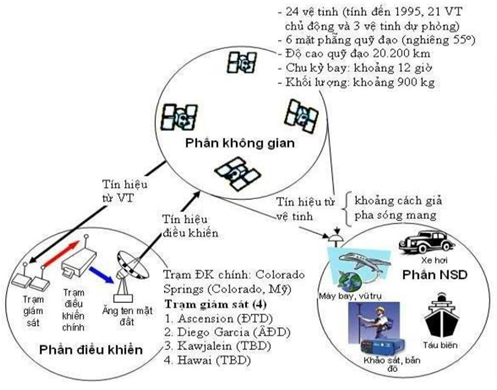 - 24 vệ tinh (tính đến 1995, 21 VT
chủ động và 3 vệ tinh dự phòng)
- 6 mặt phẳng quỹ đạo (nghiêng 55º)
- Độ cao quỹ đạo 20.200 km
- Chu kỳ bay: khoảng 12 giờ
- Khối lượng: khoảng 900 kg
Phần không gian
Tín hiệu
từ VT
Tín hiệu
điều khiển
Tín hiệu từ
vệ tinh
khoảng cách giả
pha sóng mang
Trạm
giám
sát
Trạm
điều
khiển
chính
Ăng ten mặt
đất
Phần điều khiển
Trạm ĐK chính: Colorado
Springs (Colorado, Mỹ)
Trạm giám sát (4)
1. Ascension (ĐTD)
2. Diego Garcia (ÂĐD)
3. Kawjalein (TBD)
4. Hawai (TBD)
Xe hơi
Phần NSD
Máy bay, vũ trụ
Tàu biển
Khảo sát, bản
đồ